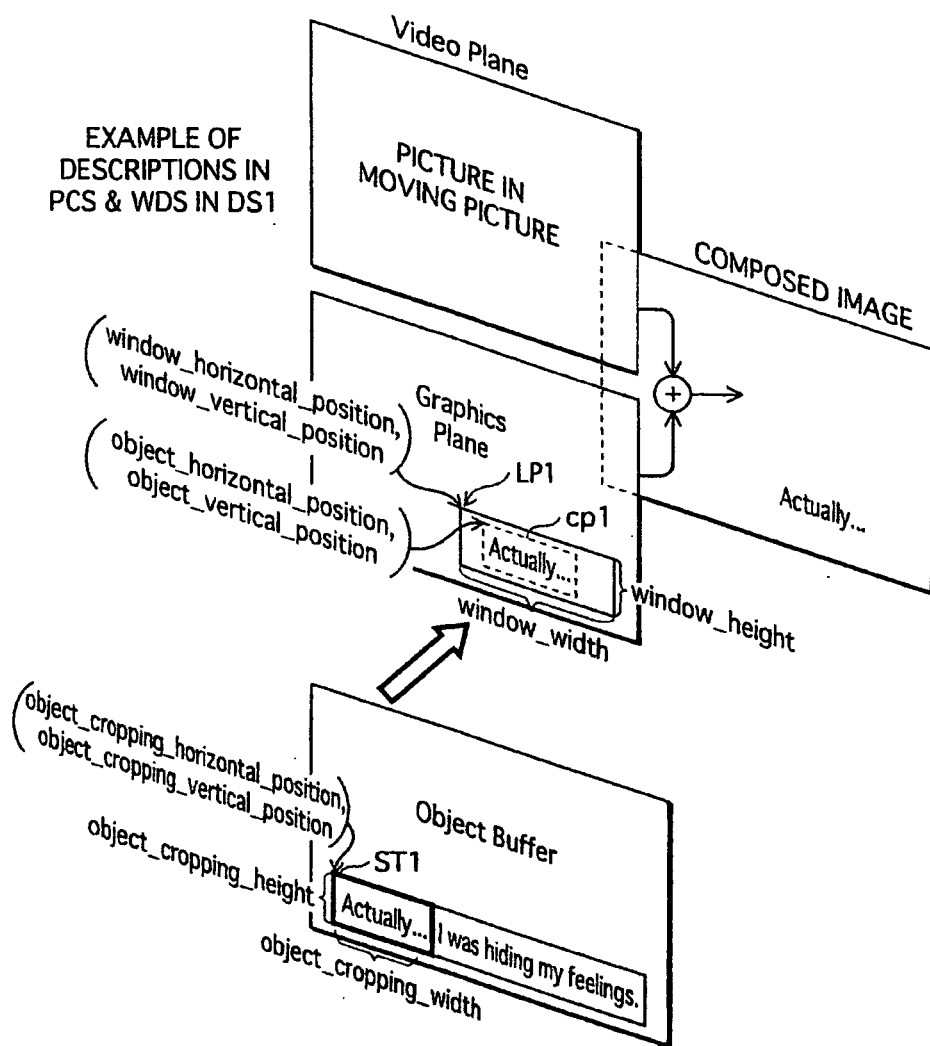 Video Plane
EXAMPLE OF
DESCRIPTIONS IN
PCS & WDS IN DS1
PICTURE IN
MOVING PICTURE
COMPOSED IMAGE
(window_horizontal_position,
window_vertical_position)
Graphics
Plane
+
(object_horizontal_position,
object_vertical_position)
LP1
cp1
Actually...
Actually...
window_height
window_width
(object_cropping_horizontal_position,
object_cropping_vertical_position)
Object Buffer
object_cropping_height
ST1
Actually...
I was hiding my feelings.
object_cropping_width